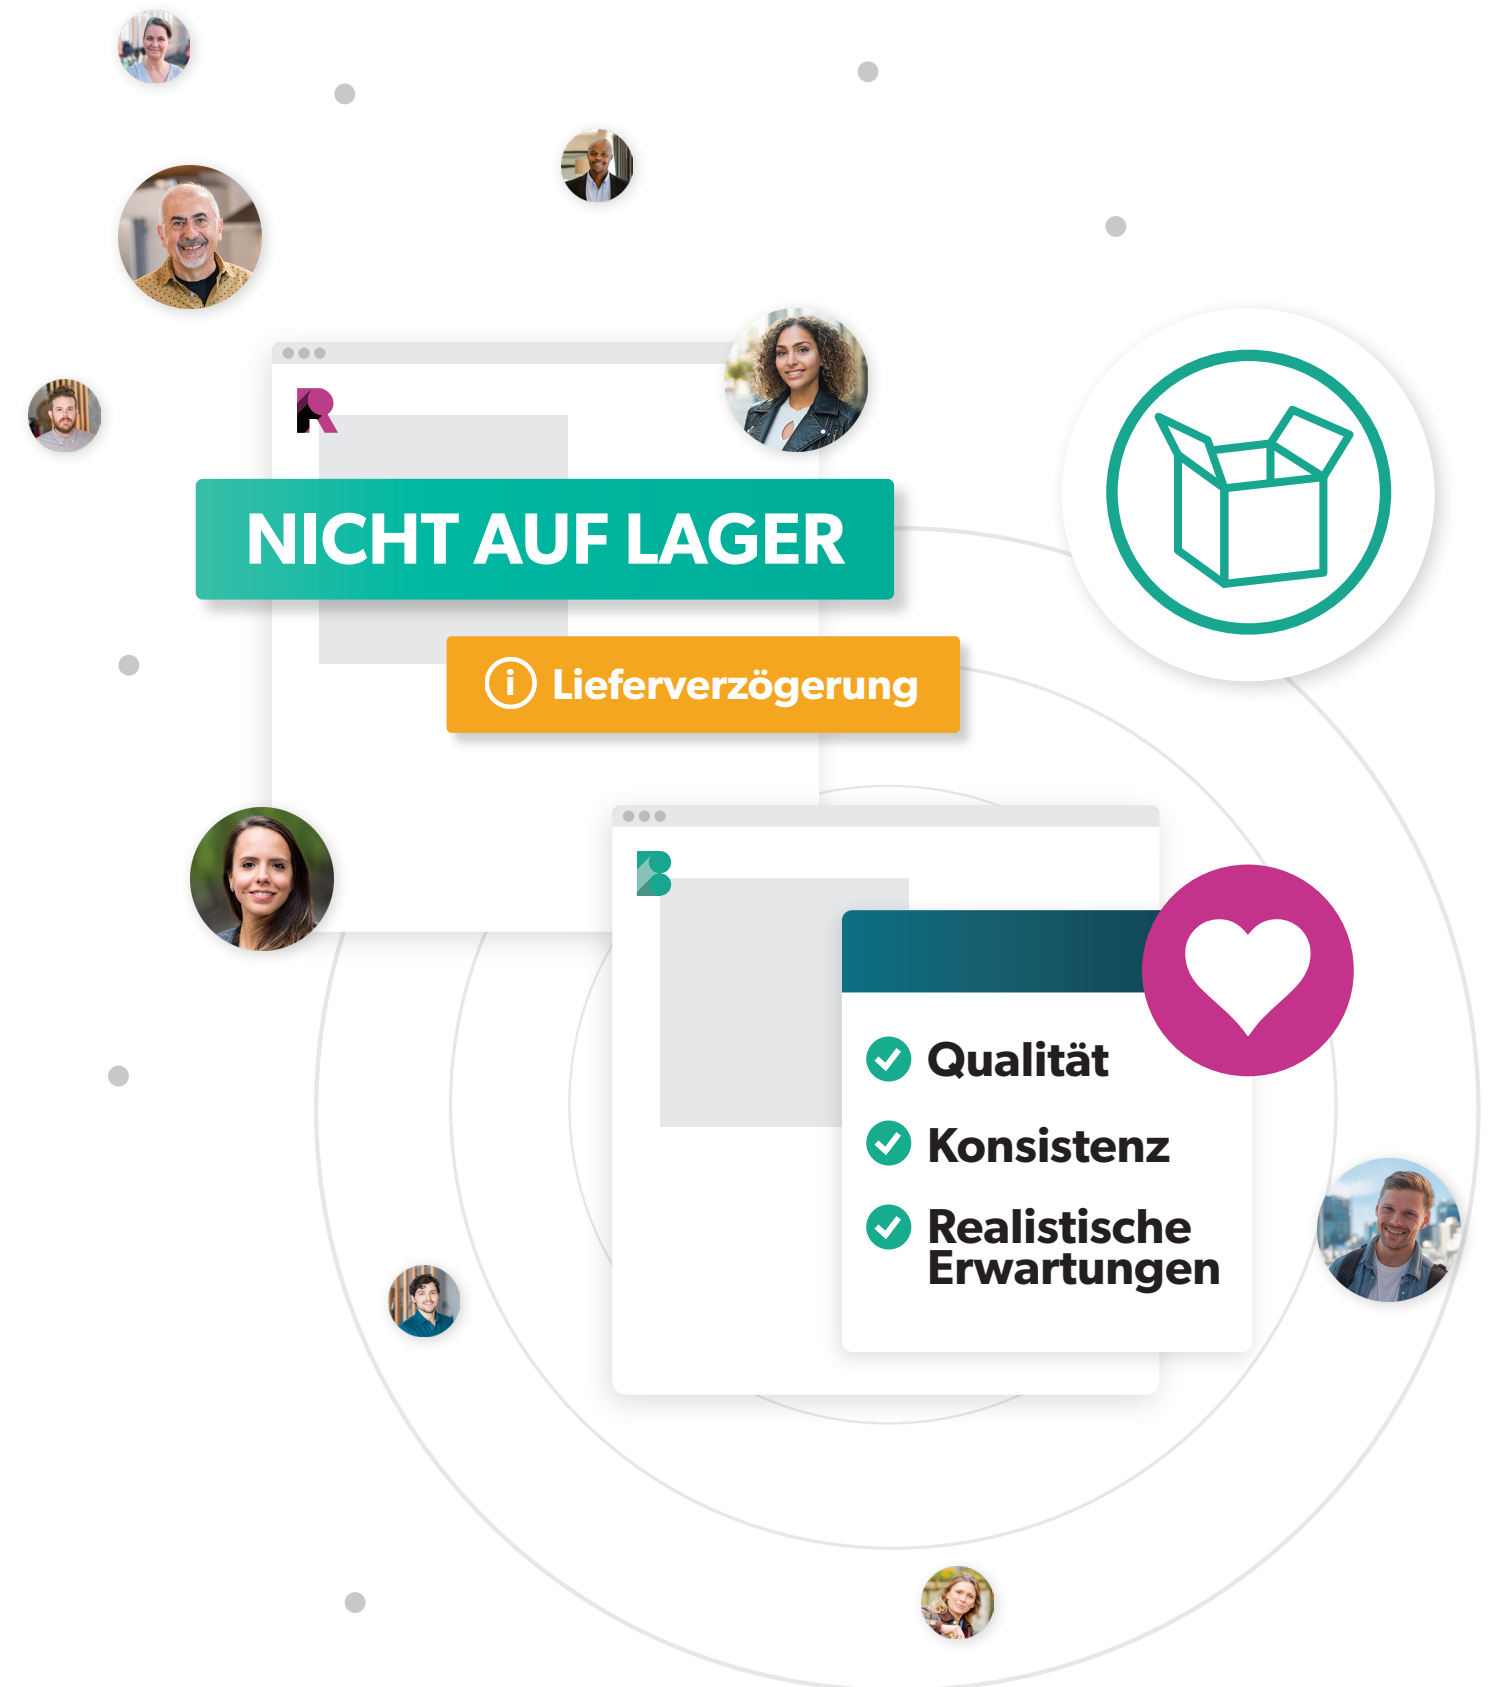 R
NICHT AUF LAGER
i Lieferverzögerung
B
Qualität
Konsistenz
Realistische
Erwartungen